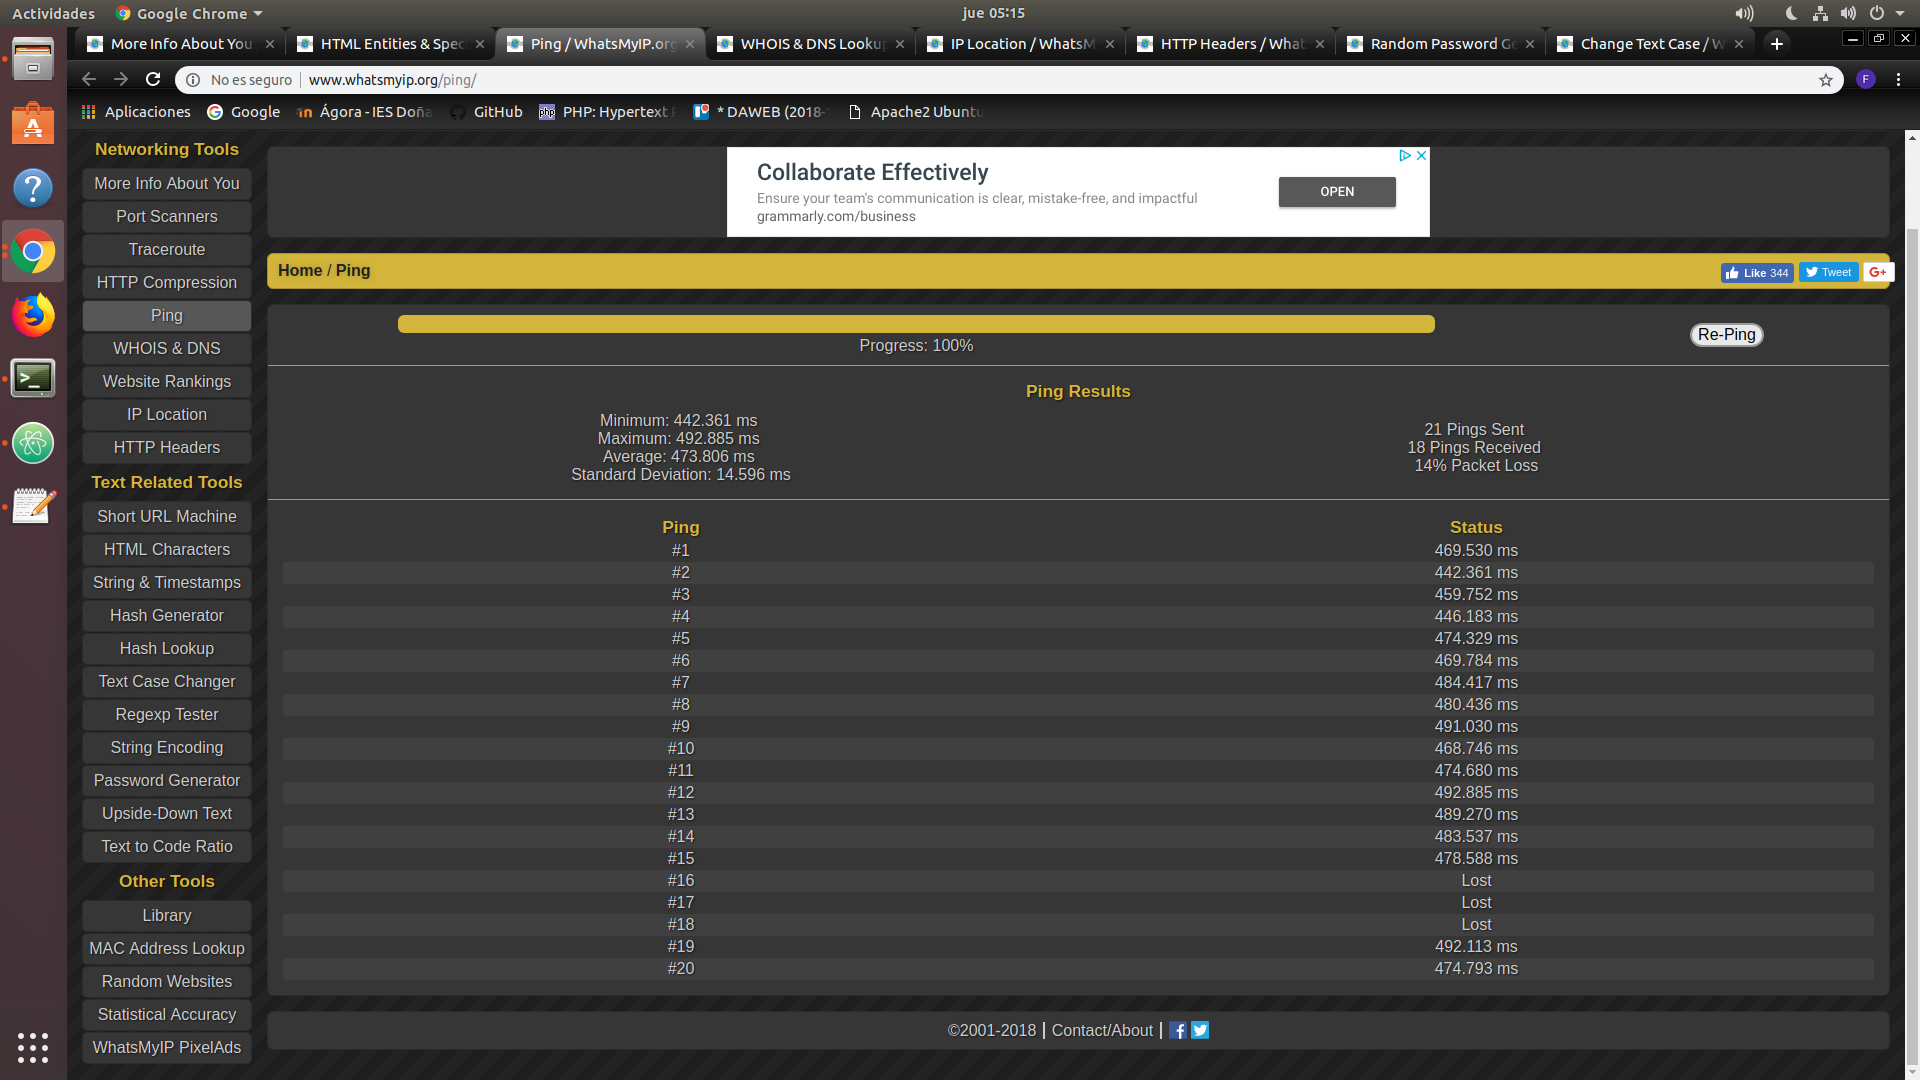 Actividades
Google Chrome
jue 05:15
More Info About You
HTML Entities & Spec
Ping / WhatsMyIP.org
WHOIS & DNS Looku
IP Location / WhatsM
HTTP Headers / What
Random Password Ge
Change Text Case / W
No es seguro
www.whatsmyip.org/ping/
F
Aplicaciones
Google
Ágora - IES Doña
GitHub
PHP: Hypertext
* DAWEB (2018-
Apache2 Ubuntu
Networking Tools
More Info About You
Port Scanners
Traceroute
HTTP Compression
Ping
WHOIS & DNS
Website Rankings
IP Location
HTTP Headers
Text Related Tools
Short URL Machine
HTML Characters
String & Timestamps
Hash Generator
Hash Lookup
Text Case Changer
Regexp Tester
String Encoding
Password Generator
Upside-Down Text
Text to Code Ratio
Other Tools
Library
MAC Address Lookup
Random Websites
Statistical Accuracy
WhatsMyIP PixelAds
Collaborate Effectively
Ensure your team's communication is clear, mistake-free, and impactful
grammarly.com/business
OPEN
Home / Ping
Like 344
Tweet
G+
Progress: 100%
Re-Ping
Ping Results
Minimum: 442.361 ms
Maximum: 492.885 ms
Average: 473.806 ms
Standard Deviation: 14.596 ms
21 Pings Sent
18 Pings Received
14% Packet Loss
Ping Status
#1 469.530 ms
#2 442.361 ms
#3 459.752 ms
#4 446.183 ms
#5 474.329 ms
#6 469.784 ms
#7 484.417 ms
#8 480.436 ms
#9 491.030 ms
#10 468.746 ms
#11 474.680 ms
#12 492.885 ms
#13 489.270 ms
#14 483.537 ms
#15 478.588 ms
#16 Lost
#17 Lost
#18 Lost
#19 492.113 ms
#20 474.793 ms
©2001-2018 | Contact/About |